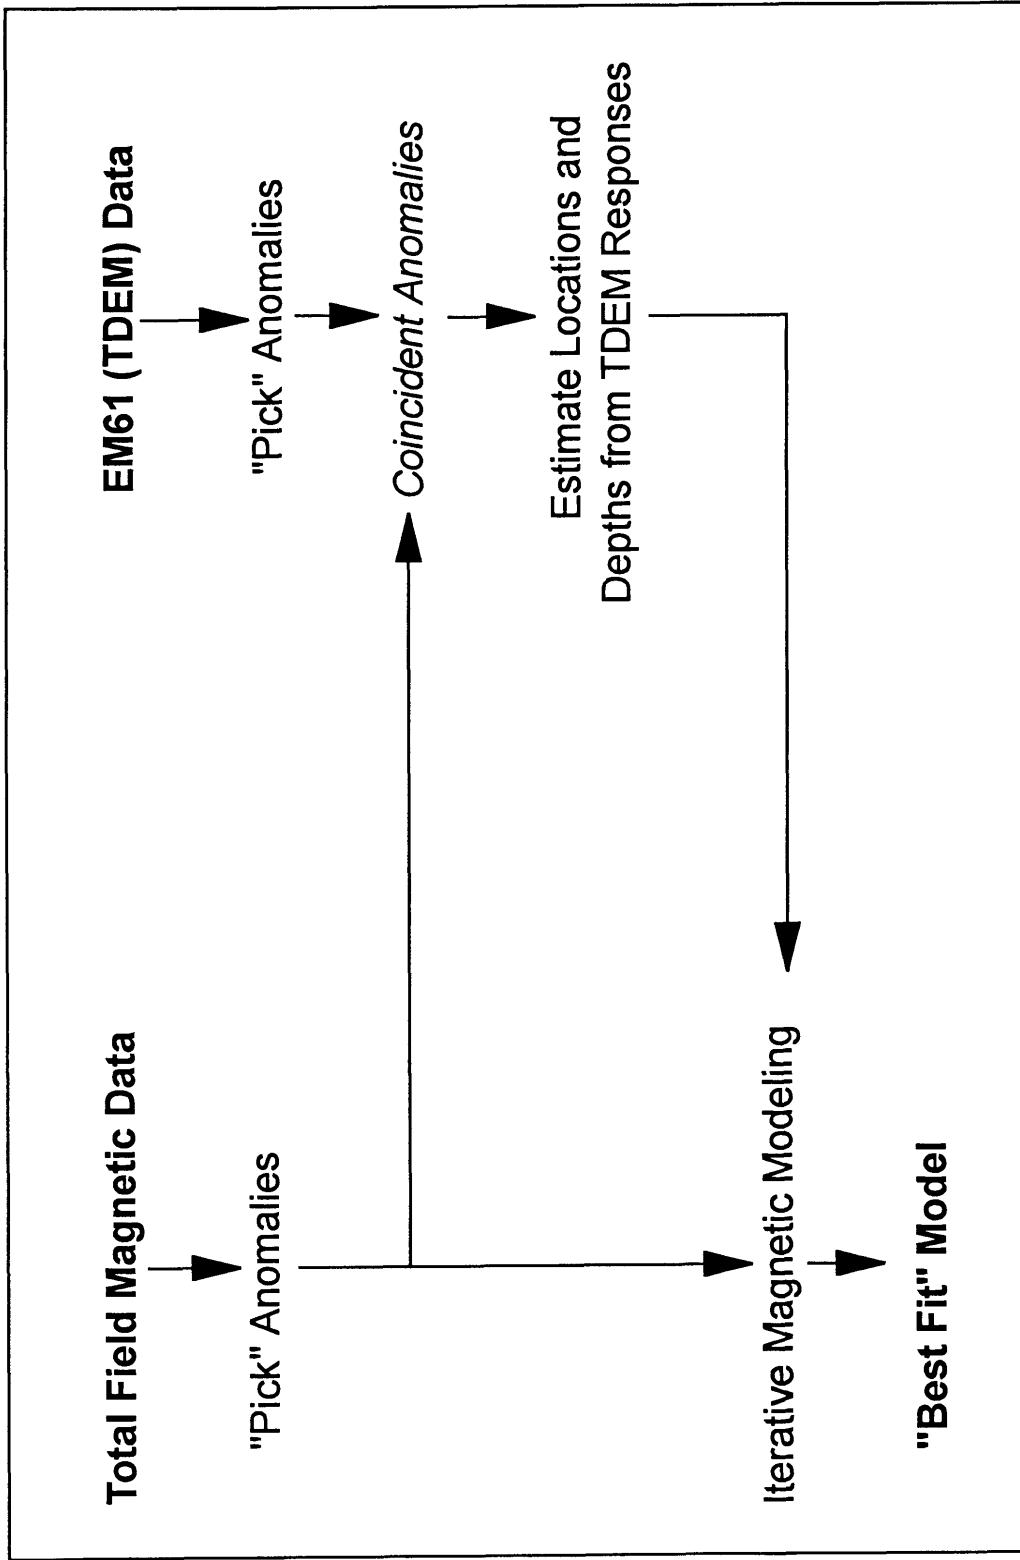 Total Field Magnetic Data
"Pick" Anomalies
EM61 (TDEM) Data
"Pick" Anomalies
Coincident Anomalies
Estimate Locations and
Depths from TDEM Responses
Iterative Magnetic Modeling
"Best Fit" Model